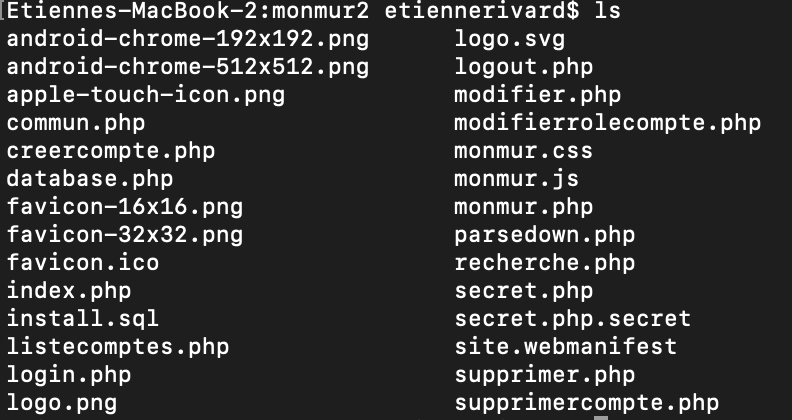 [Etiennes-MacBook-2:monmur2 etiennerivard$ ls
android-chrome-192x192.png logo.svg
android-chrome-512x512.png logout.php
apple-touch-icon.png modifier.php
commun.php modifierrolecompte.php
creercompte.php monmur.css
database.php monmur.js
favicon-16x16.png monmur.php
favicon-32x32.png parsedown.php
favicon.ico recherche.php
index.php secret.php
install.sql secret.php.secret
listecomptes.php site.webmanifest
login.php supprimer.php
logo.png supprimercompte.php